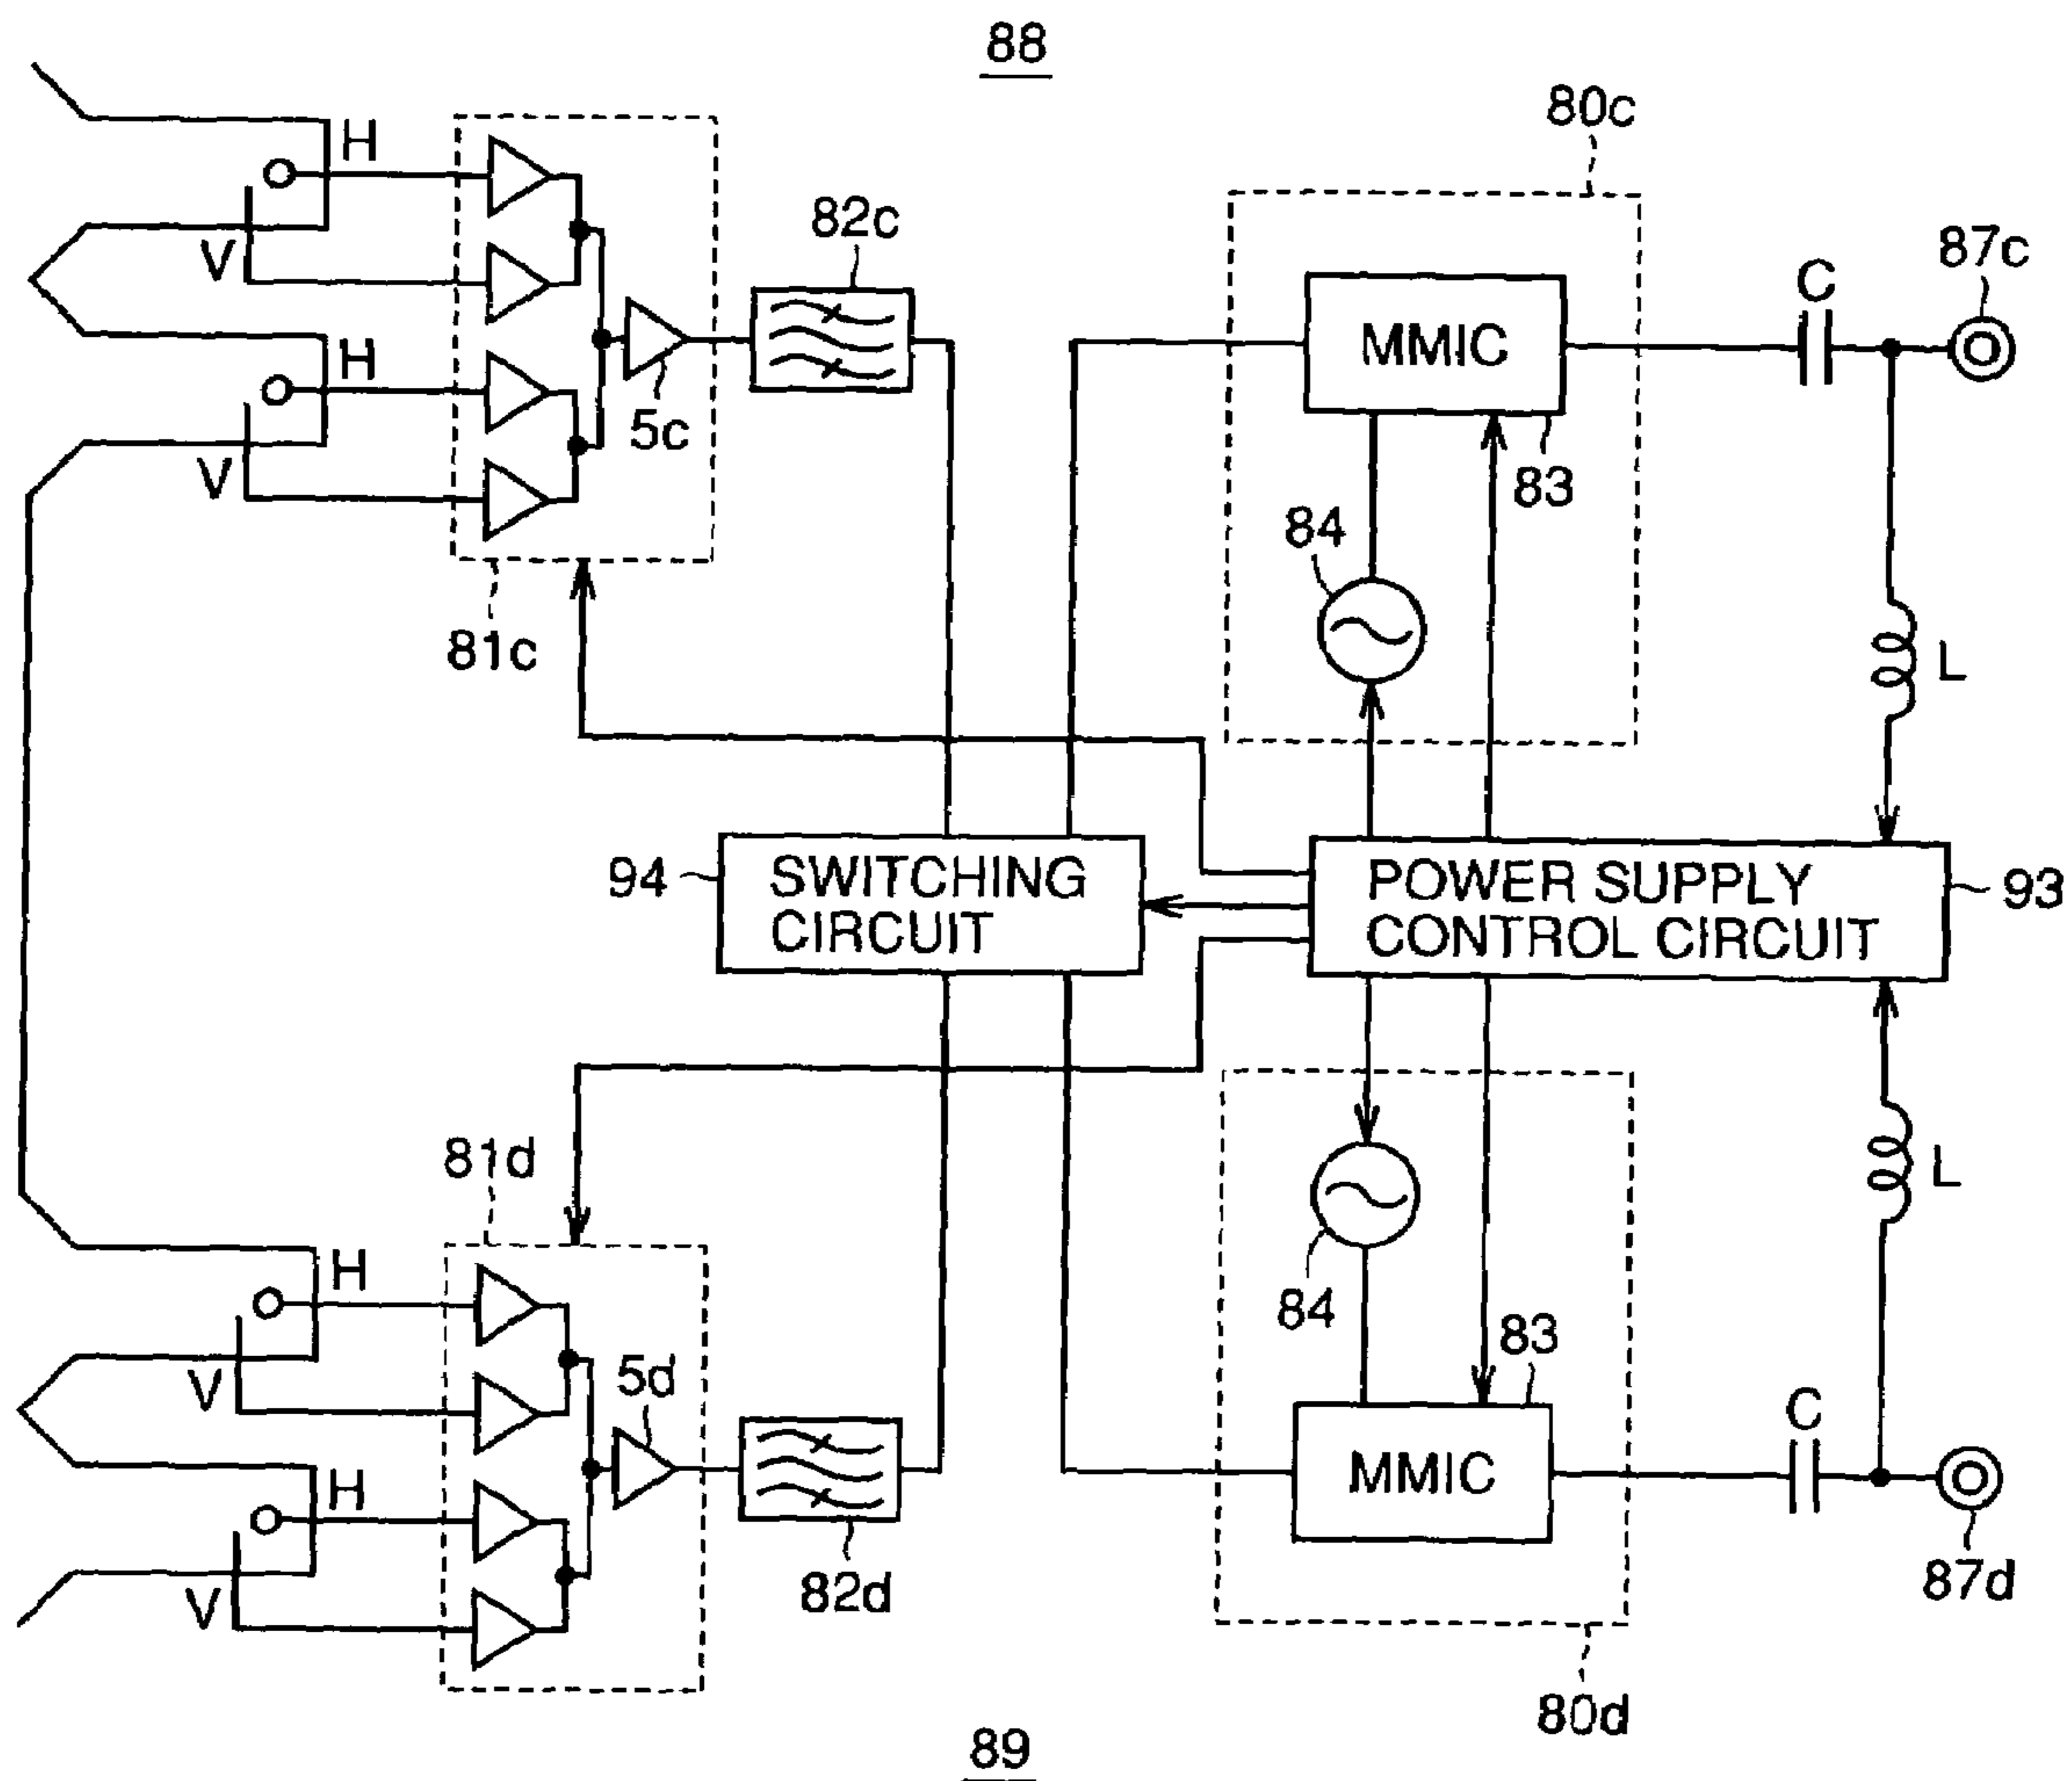 88
80c
H
82c
87c
V
C
MMIC
H
5c
83
V
84
81c
L
94
SWITCHING
CIRCUIT
POWER SUPPLY
CONTROL CIRCUIT
93
81d
L
H
84
83
V
5d
C
MMIC
H
82d
87d
V
80d
89